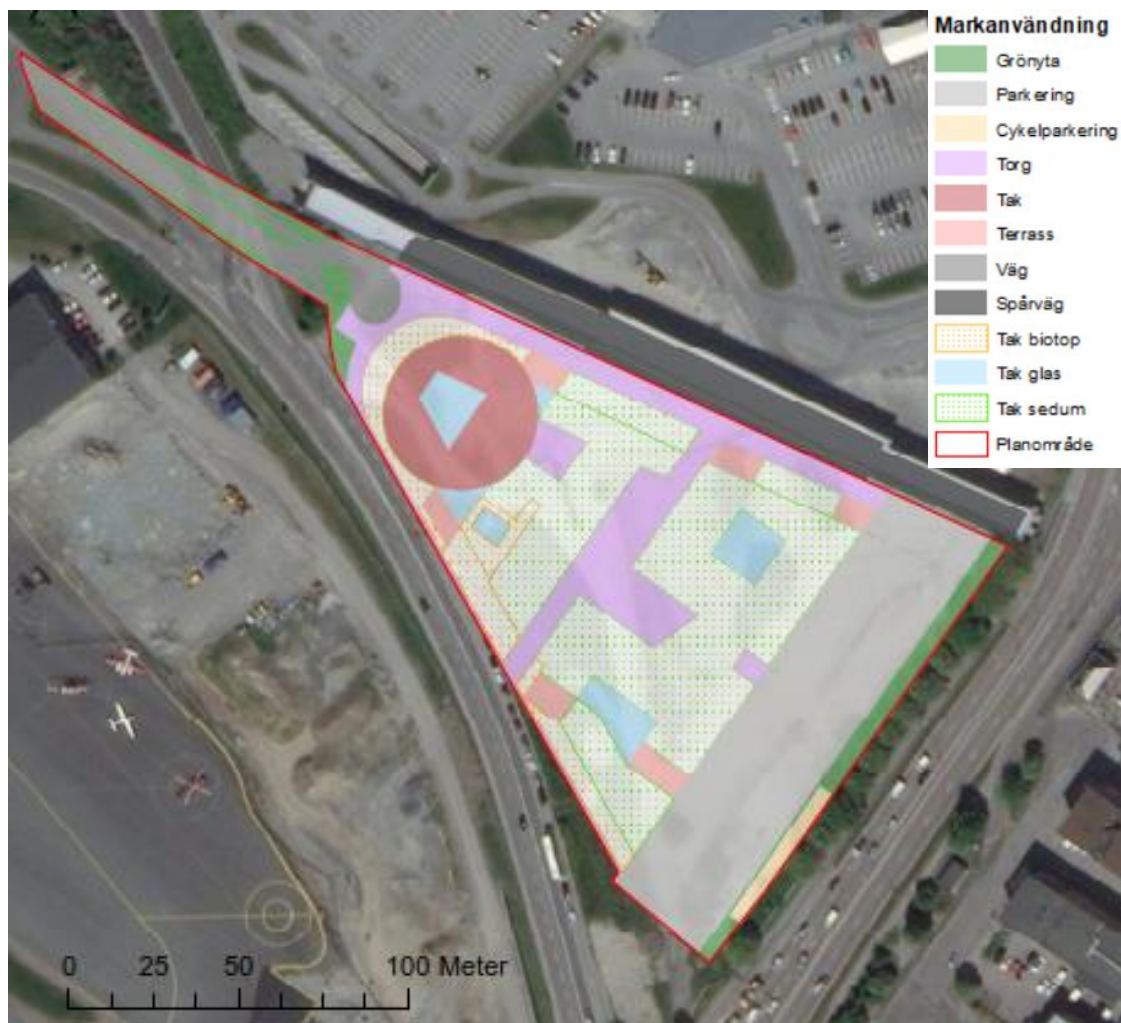 Markanvändning
Grönyta
Parkering
Cykelparkering
Torg
Tak
Terrass
Väg
Spårväg
Tak biotop
Tak glas
Tak sedum
Planområde
0 25 50 100 Meter